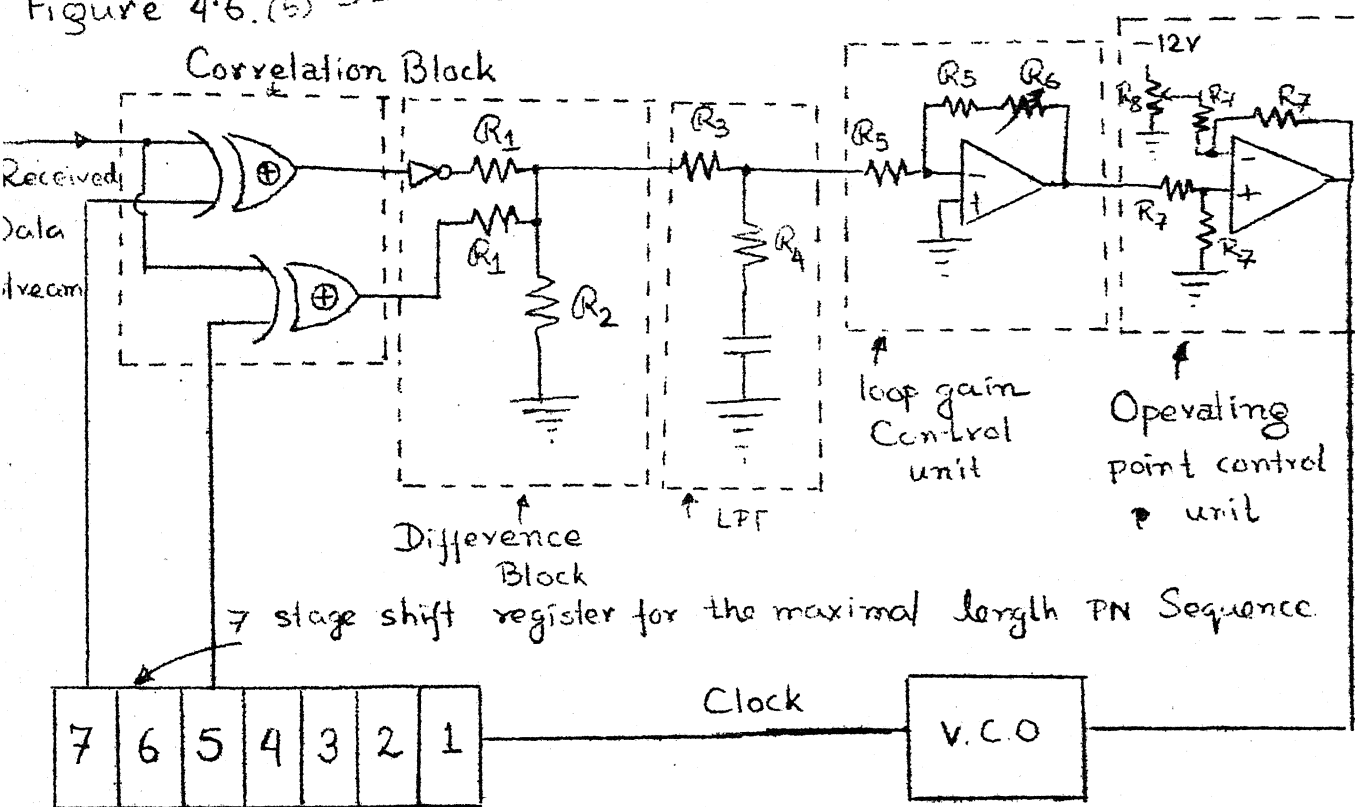 Figure 4.6.(b)
Correlation Block
Received
Data
stream
R1
R1
R2
R3
R4
R5
R5
R6
-12V
R8
R7
R7
R7
R7
Difference
Block
LPF
loop gain
Control
unit
Operating
point control
unit
7 stage shift register for the maximal length PN Sequence
7 6 5 4 3 2 1
Clock
V.C.O